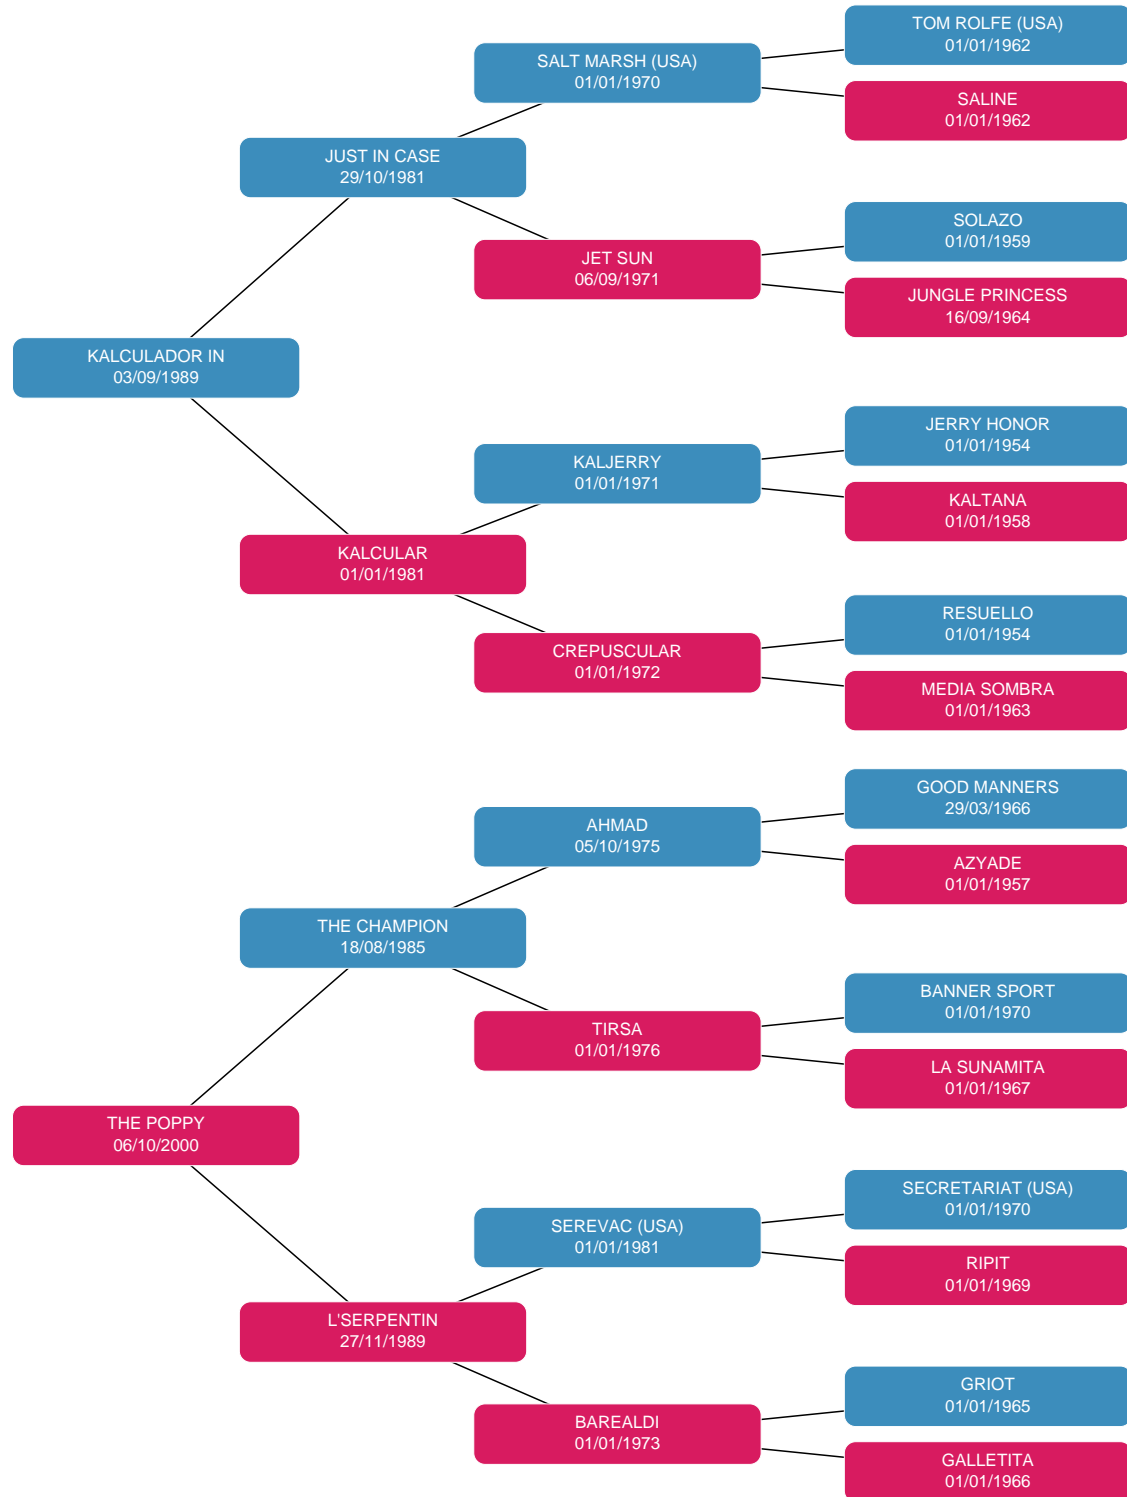 TOM ROLFE (USA)
01/01/1962
SALT MARSH (USA)
01/01/1970
SALINE
01/01/1962
JUST IN CASE
29/10/1981
SOLAZO
01/01/1959
JET SUN
06/09/1971
JUNGLE PRINCESS
16/09/1964
KALCULADOR IN
03/09/1989
JERRY HONOR
01/01/1954
KALJERRY
01/01/1971
KALTANA
01/01/1958
KALCULAR
01/01/1981
RESUELLO
01/01/1954
CREPUSCULAR
01/01/1972
MEDIA SOMBRA
01/01/1963
GOOD MANNERS
29/03/1966
AHMAD
05/10/1975
AZYADE
01/01/1957
THE CHAMPION
18/08/1985
BANNER SPORT
01/01/1970
TIRSA
01/01/1976
LA SUNAMITA
01/01/1967
THE POPPY
06/10/2000
SECRETARIAT (USA)
01/01/1970
SEREVAC (USA)
01/01/1981
RIPIT
01/01/1969
L'SERPENTIN
27/11/1989
GRIOT
01/01/1965
BAREALDI
01/01/1973
GALLETITA
01/01/1966